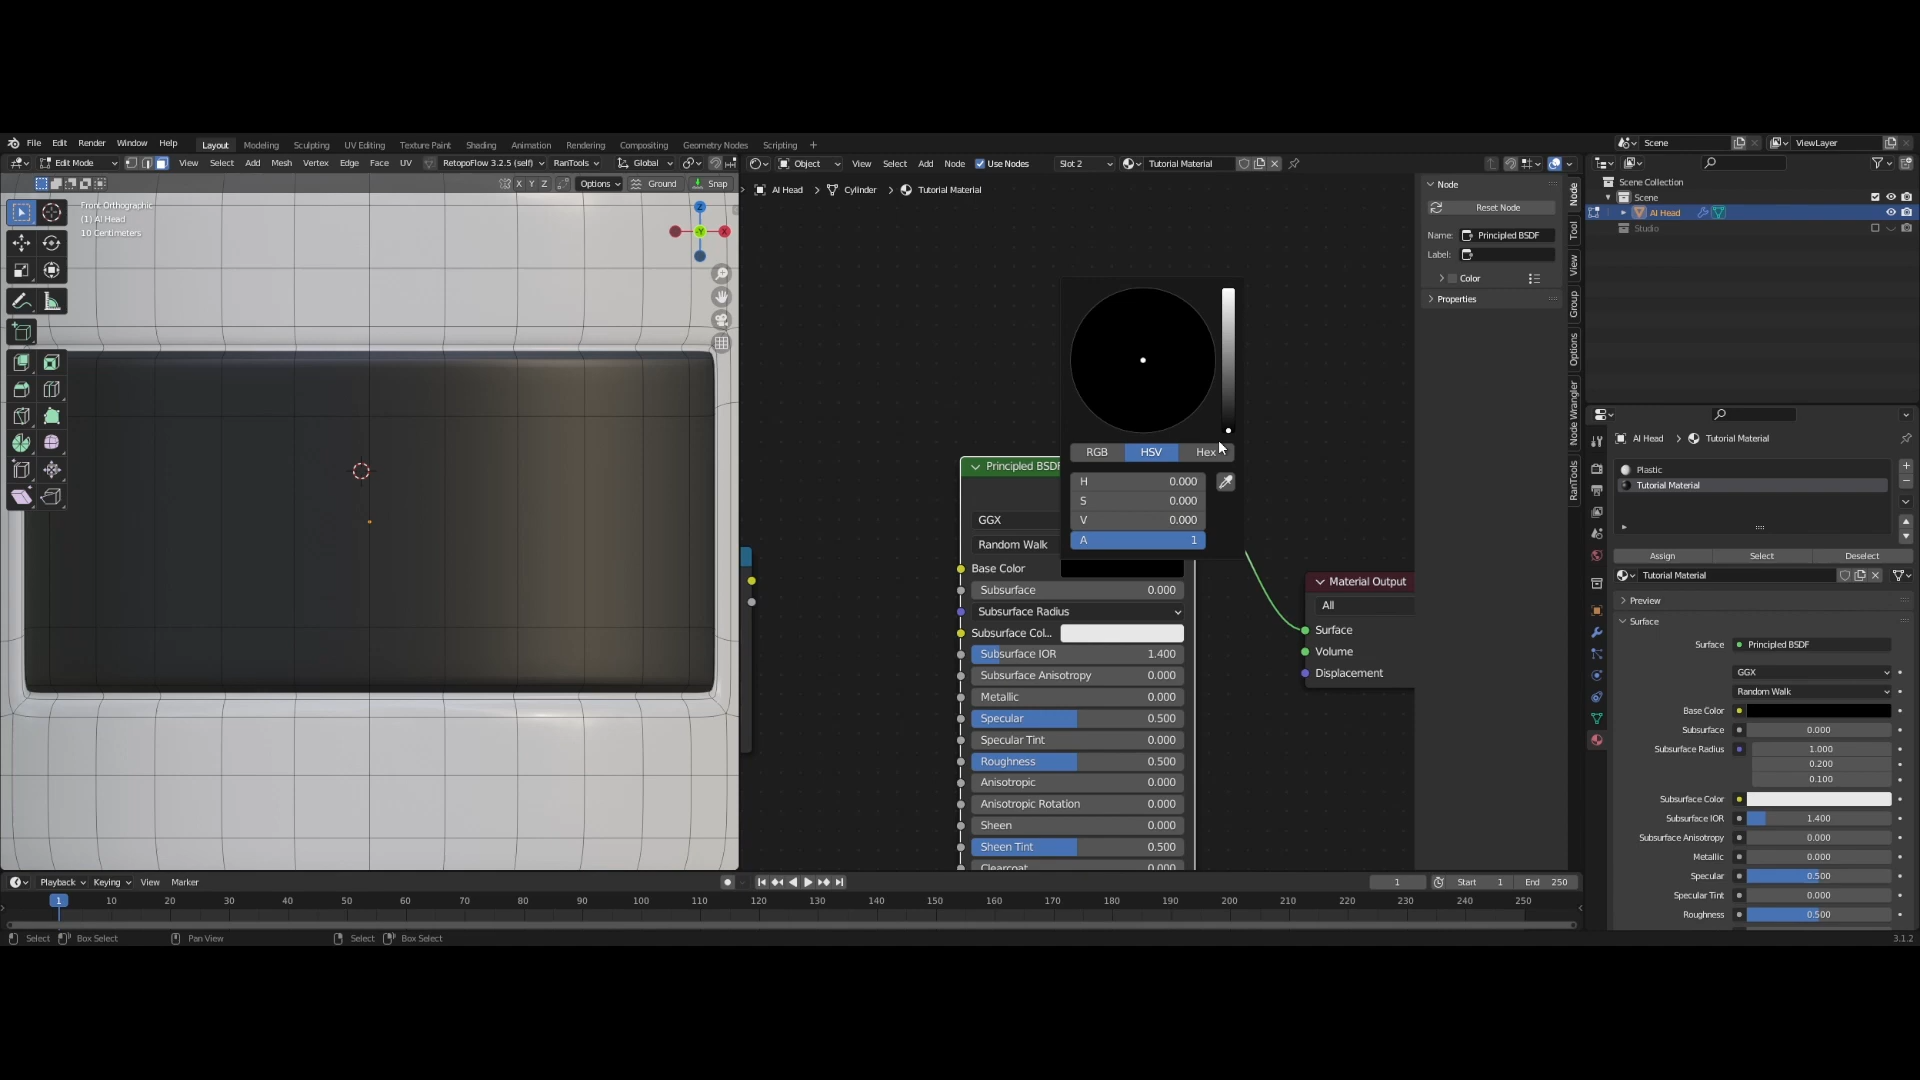 File Edit Render Window Help Layout Modeling Sculpting UV Editing Texture Paint Shading Animation Rendering Compositing Geometry Nodes Scripting + Scene ViewLayer
Edit Mode View Select Add Mesh Vertex Edge Face UV RetopoFlow 3.2.5 (self) RanTools Global Object View Select Add Node Use Nodes Slot 2 Tutorial Material
X Y Z Options Ground Snap
AI Head Cylinder Tutorial Material
Front Orthographic
(1) AI Head
10 Centimeters
Z
Y
X
RGB HSV Hex
H 0.000
S 0.000
V 0.000
A 1
Principled BSDF
GGX
Random Walk
Base Color
Subsurface 0.000
Subsurface Radius
Subsurface Col...
Subsurface IOR 1.400
Subsurface Anisotropy 0.000
Metallic 0.000
Specular 0.500
Specular Tint 0.000
Roughness 0.500
Anisotropic 0.000
Anisotropic Rotation 0.000
Sheen 0.000
Sheen Tint 0.500
Clearcoat 0.000
Material Output
All
Surface
Volume
Displacement
Node
Reset Node
Name: Principled BSDF
Label:
Color
Properties
Node
Tool
View
Group
Options
Node Wrangler
RanTools
Scene Collection
Scene
AI Head
Studio
AI Head Tutorial Material
Plastic
Tutorial Material
Assign Select Deselect
Tutorial Material
Preview
Surface
Surface Principled BSDF
GGX
Random Walk
Base Color
Subsurface 0.000
Subsurface Radius 1.000
0.200
0.100
Subsurface Color
Subsurface IOR 1.400
Subsurface Anisotropy 0.000
Metallic 0.000
Specular 0.500
Specular Tint 0.000
Roughness 0.500
Playback Keying View Marker 1 Start 1 End 250
1 10 20 30 40 50 60 70 80 90 100 110 120 130 140 150 160 170 180 190 200 210 220 230 240 250
Select Box Select Pan View Select Box Select 3.1.2